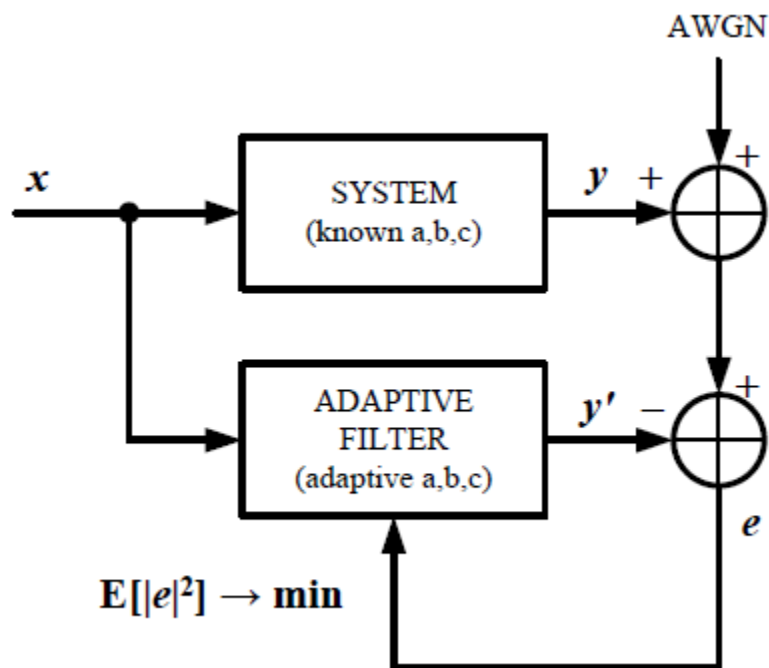 AWGN
x
SYSTEM
(known a,b,c)
y
+
+
ADAPTIVE
FILTER
(adaptive a,b,c)
y′
−
+
e
E[|e|²] → min